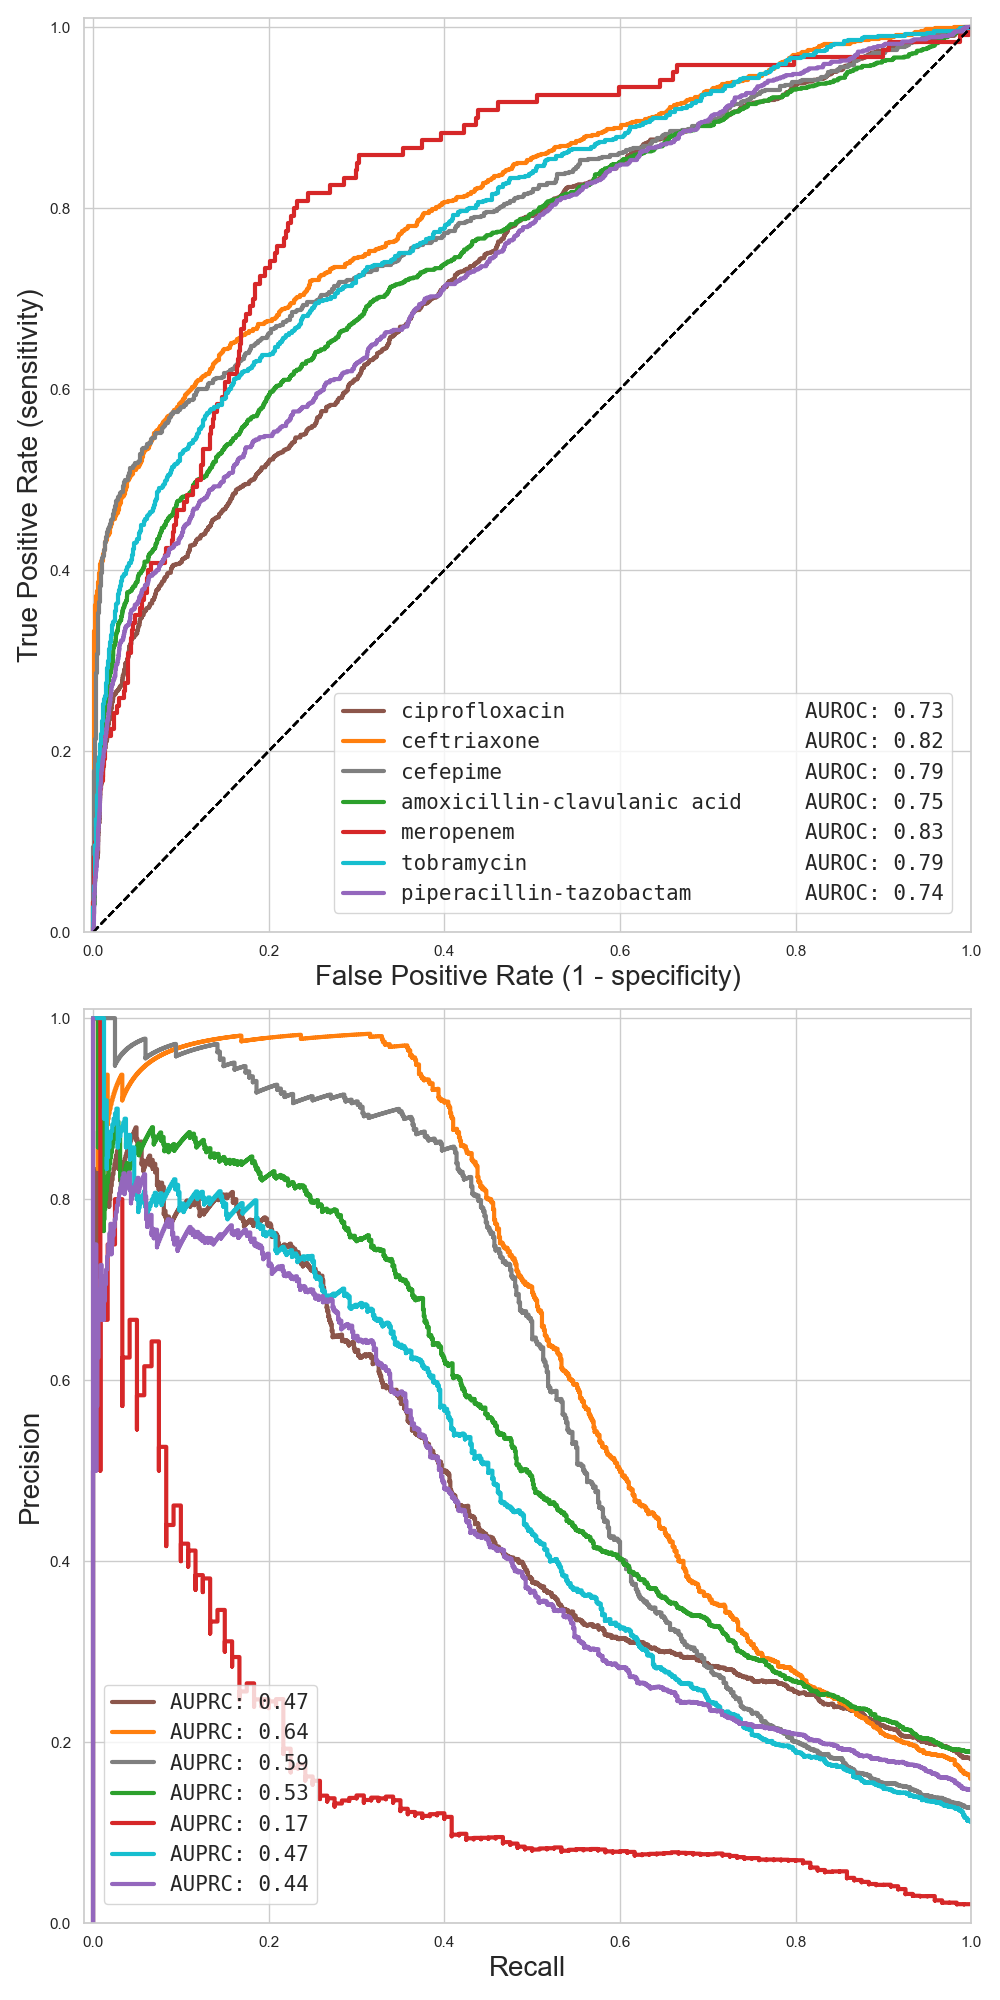 1.0
0.8
0.6
0.4
0.2
0.0
True Positive Rate (sensitivity)
ciprofloxacin AUROC: 0.73
ceftriaxone AUROC: 0.82
cefepime AUROC: 0.79
amoxicillin-clavulanic acid AUROC: 0.75
meropenem AUROC: 0.83
tobramycin AUROC: 0.79
piperacillin-tazobactam AUROC: 0.74
0.0 0.2 0.4 0.6 0.8 1.0
False Positive Rate (1 - specificity)
1.0
0.8
0.6
0.4
0.2
0.0
Precision
AUPRC: 0.47
AUPRC: 0.64
AUPRC: 0.59
AUPRC: 0.53
AUPRC: 0.17
AUPRC: 0.47
AUPRC: 0.44
0.0 0.2 0.4 0.6 0.8 1.0
Recall